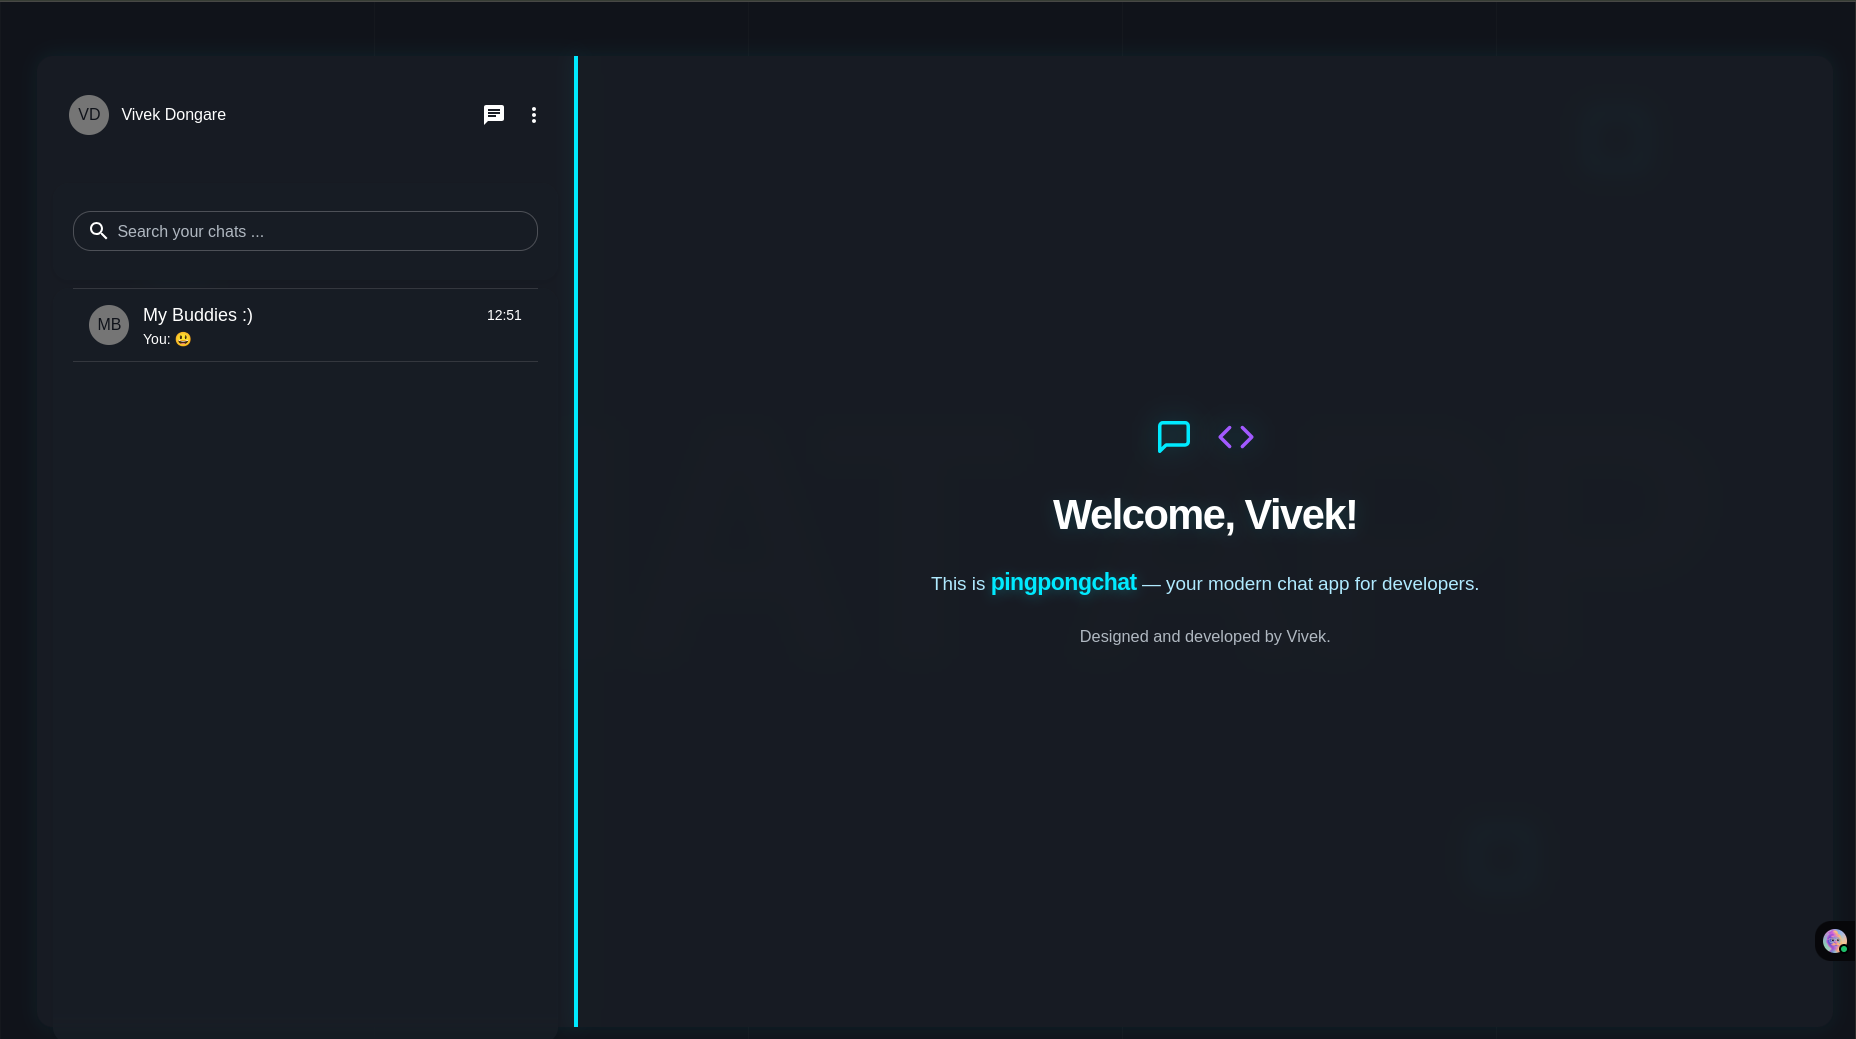 VD
Vivek Dongare
Search your chats ...
MB
My Buddies :)
12:51
You: 😃
Welcome, Vivek!
This is pingpongchat — your modern chat app for developers.
Designed and developed by Vivek.